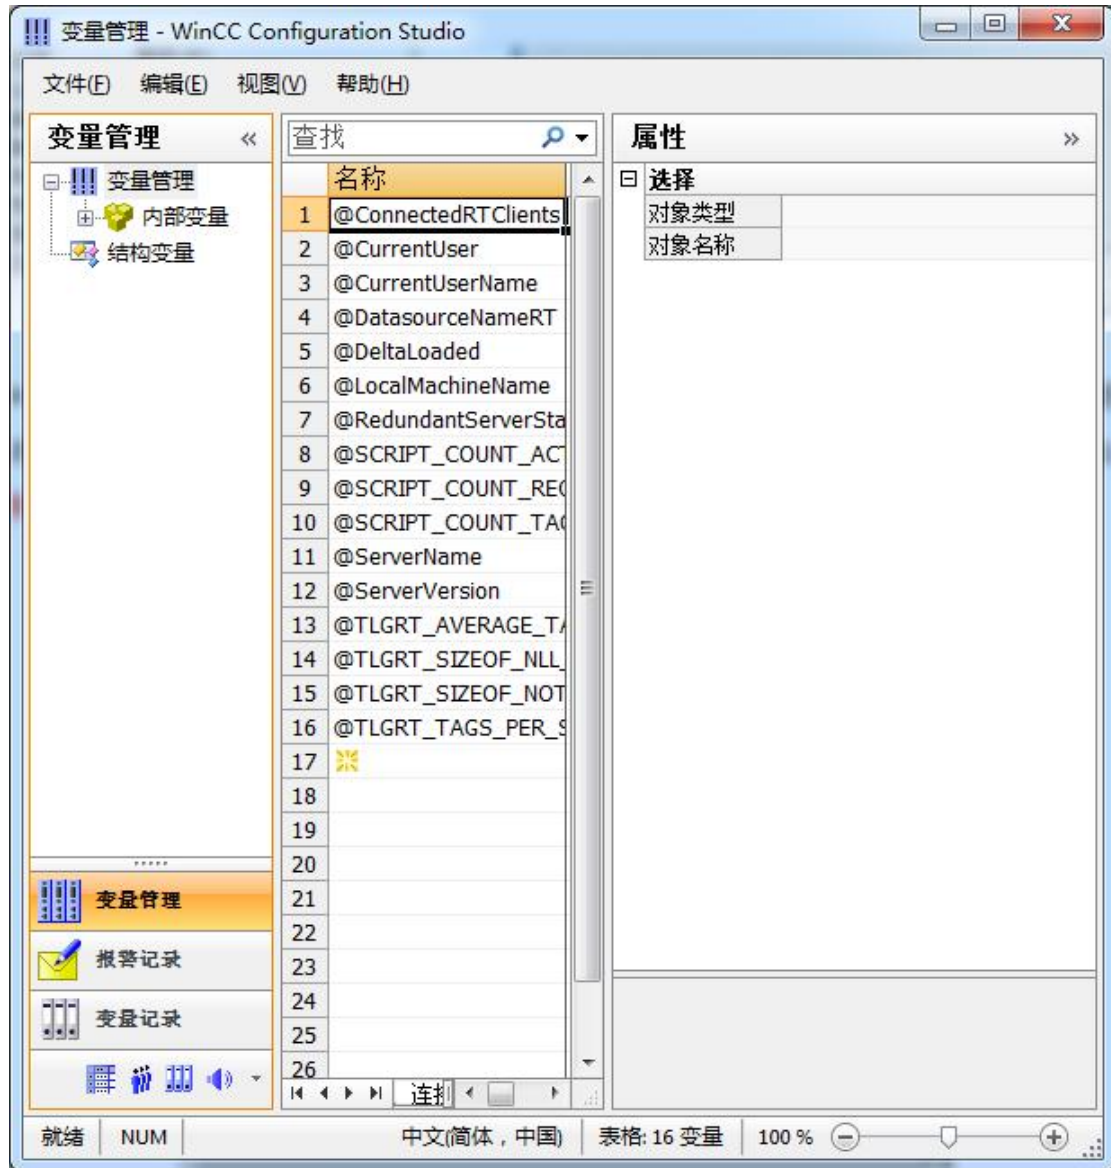 变量管理 - WinCC Configuration Studio
文件(F) 编辑(E) 视图(V) 帮助(H)
变量管理 «
变量管理
内部变量
结构变量
变量管理
报警记录
变量记录
查找
名称
1 @ConnectedRTClients
2 @CurrentUser
3 @CurrentUserName
4 @DatasourceNameRT
5 @DeltaLoaded
6 @LocalMachineName
7 @RedundantServerSta
8 @SCRIPT_COUNT_ACT
9 @SCRIPT_COUNT_REQ
10 @SCRIPT_COUNT_TAG
11 @ServerName
12 @ServerVersion
13 @TLGRT_AVERAGE_TA
14 @TLGRT_SIZEOF_NLL_
15 @TLGRT_SIZEOF_NOT
16 @TLGRT_TAGS_PER_S
17
18
19
20
21
22
23
24
25
26
属性 »
选择
对象类型
对象名称
就绪 NUM 中文(简体，中国) 表格: 16 变量 100 %